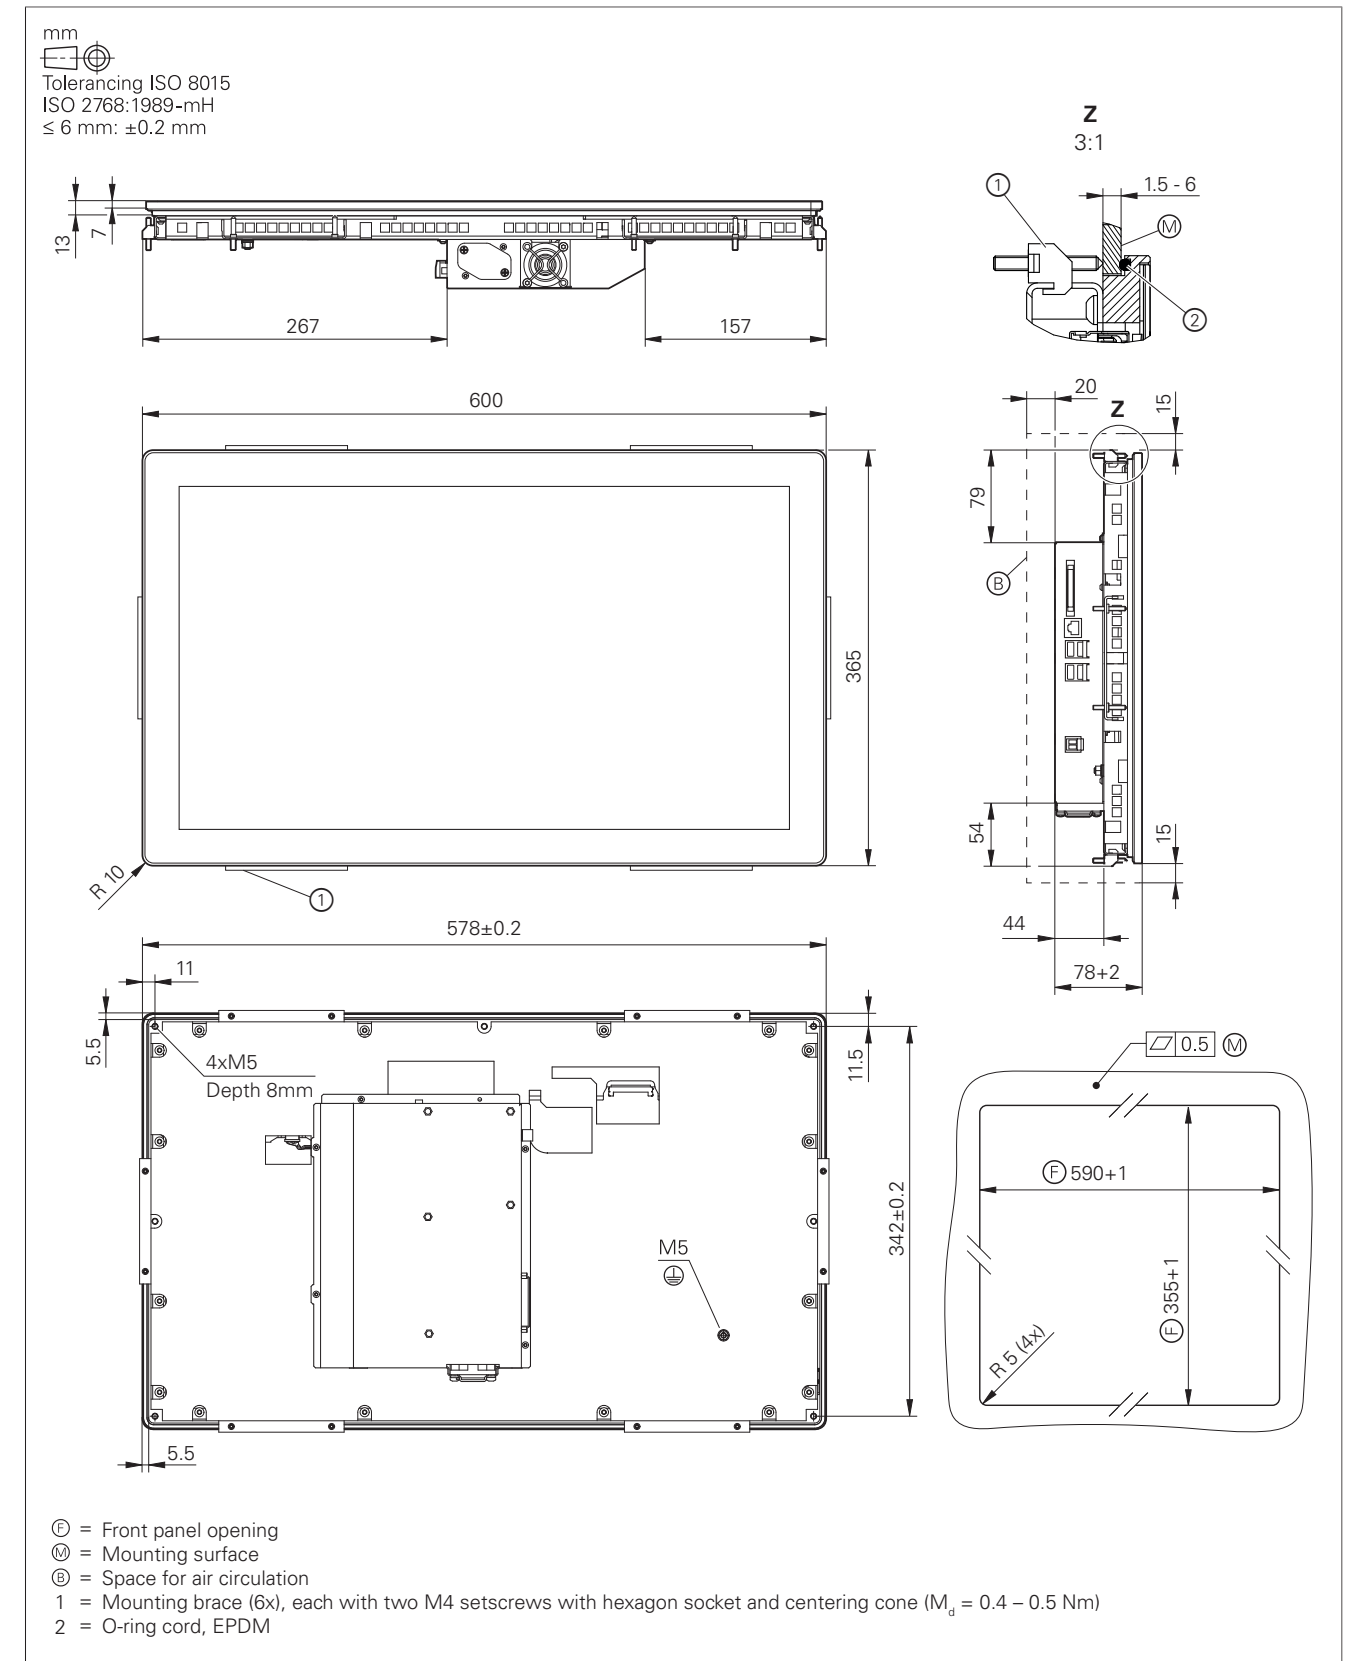 mm
Tolerancing ISO 8015
ISO 2768:1989-mH
≤ 6 mm: ±0.2 mm
Z
3:1
1
1.5 - 6
M
2
13
7
267
157
600
20
Z
15
79
B
365
54
15
R 10
1
44
78+2
578±0.2
11
5.5
4xM5
Depth 8mm
11.5
342±0.2
M5
5.5
0.5 M
F 590+1
F 355+1
R 5 (4x)
F = Front panel opening
M = Mounting surface
B = Space for air circulation
1 = Mounting brace (6x), each with two M4 setscrews with hexagon socket and centering cone (Md = 0.4 – 0.5 Nm)
2 = O-ring cord, EPDM